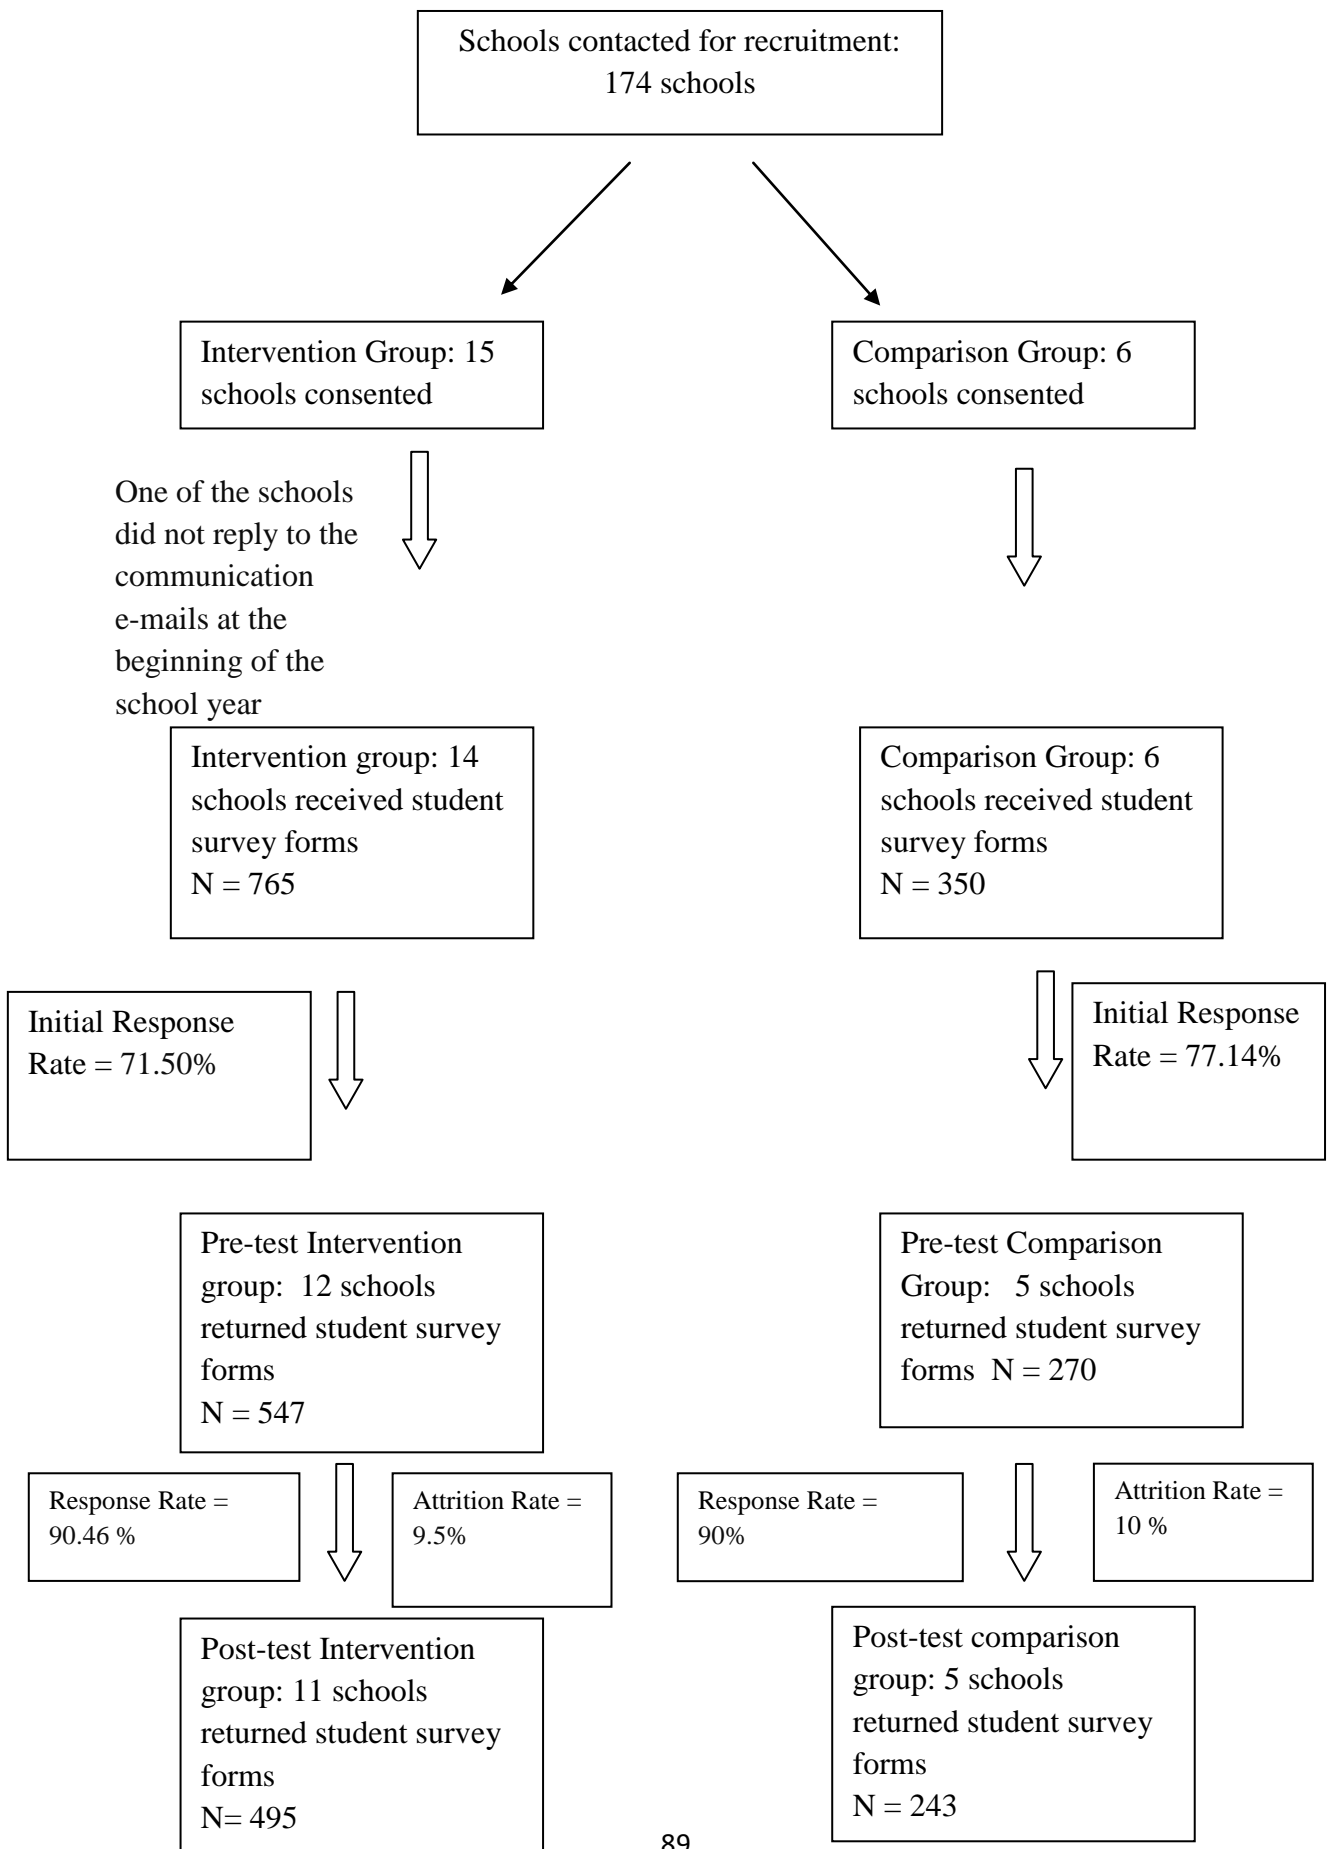 Schools contacted for recruitment:
174 schools
Intervention Group: 15
schools consented
Comparison Group: 6
schools consented
One of the schools
did not reply to the
communication
e-mails at the
beginning of the
school year
Intervention group: 14
schools received student
survey forms
N = 765
Comparison Group: 6
schools received student
survey forms
N = 350
Initial Response
Rate = 71.50%
Initial Response
Rate = 77.14%
Pre-test Intervention
group:  12 schools
returned student survey
forms
N = 547
Pre-test Comparison
Group:   5 schools
returned student survey
forms  N = 270
Response Rate =
90.46 %
Attrition Rate =
9.5%
Response Rate =
90%
Attrition Rate =
10 %
Post-test Intervention
group: 11 schools
returned student survey
forms
N= 495
Post-test comparison
group: 5 schools
returned student survey
forms
N = 243
89